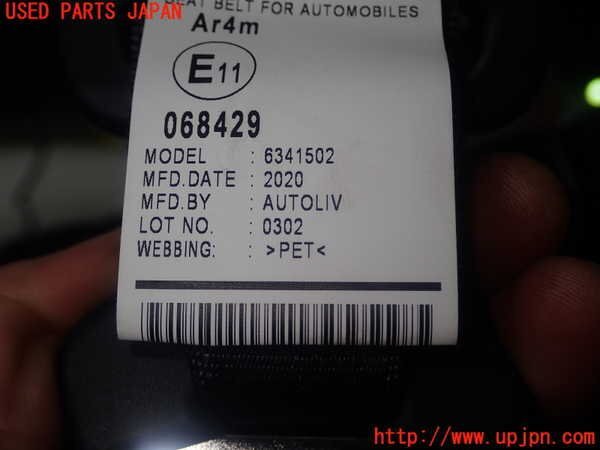 USED PARTS JAPAN
BELT FOR AUTOMOBILES
Ar4m
E11
068429
MODEL : 6341502
MFD.DATE : 2020
MFD.BY : AUTOLIV
LOT NO. : 0302
WEBBING: : >PET<
http://www.upjpn.com/